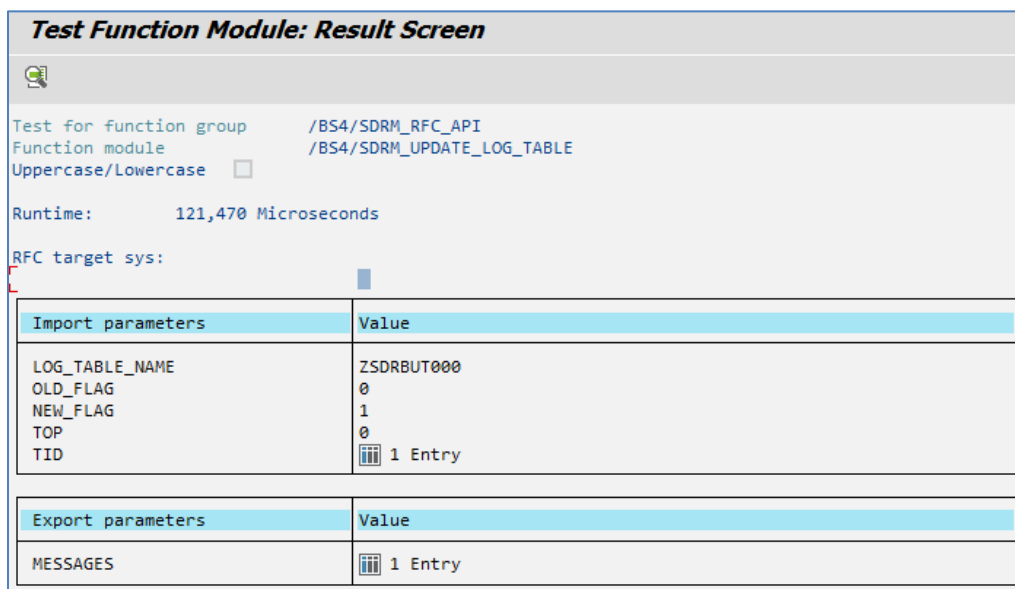 Test Function Module: Result Screen
Test for function group /BS4/SDRM_RFC_API
Function module /BS4/SDRM_UPDATE_LOG_TABLE
Uppercase/Lowercase
Runtime: 121,470 Microseconds
RFC target sys:
Import parameters Value
LOG_TABLE_NAME ZSDRBUT000
OLD_FLAG 0
NEW_FLAG 1
TOP 0
TID 1 Entry
Export parameters Value
MESSAGES 1 Entry